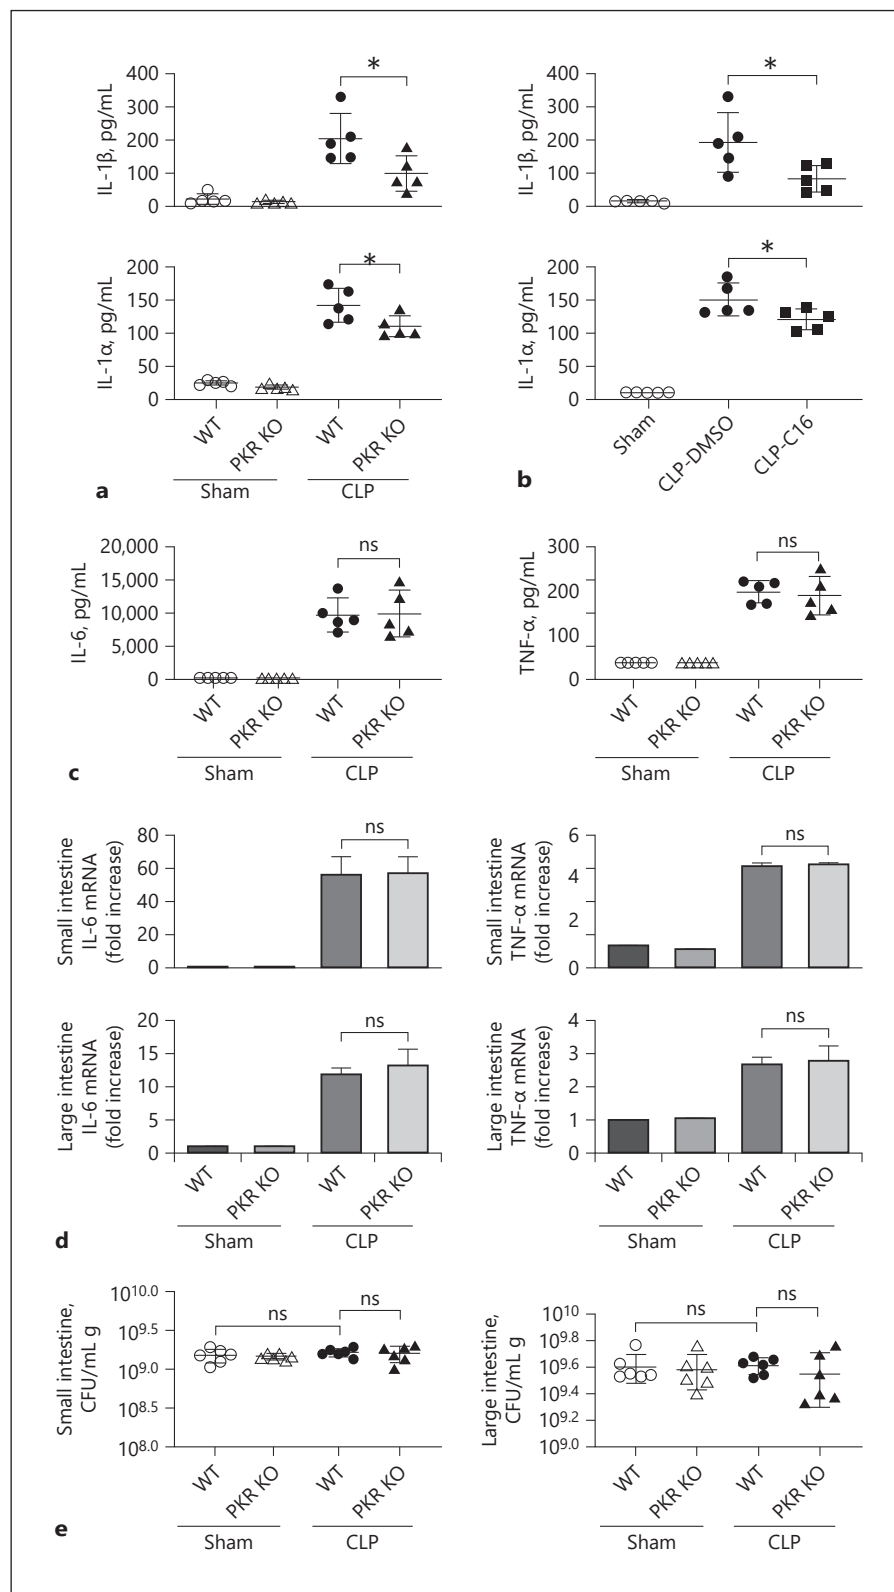 *
400
300
200
100
0
IL-1β, pg/mL
*
400
300
200
100
0
IL-1β, pg/mL
*
200
150
100
50
0
IL-1α, pg/mL
WT
PKR KO
WT
PKR KO
Sham
CLP
a
*
200
150
100
50
0
IL-1α, pg/mL
Sham
CLP-DMSO
CLP-C16
b
ns
20,000
15,000
10,000
5,000
0
IL-6, pg/mL
WT
PKR KO
WT
PKR KO
Sham
CLP
c
ns
300
200
100
0
TNF-α, pg/mL
WT
PKR KO
WT
PKR KO
Sham
CLP
ns
80
60
40
20
0
Small intestine
IL-6 mRNA
(fold increase)
ns
6
4
2
0
Small intestine
TNF-α mRNA
(fold increase)
ns
20
15
10
5
0
Large intestine
IL-6 mRNA
(fold increase)
WT
PKR KO
WT
PKR KO
Sham
CLP
d
ns
4
3
2
1
0
Large intestine
TNF-α mRNA
(fold increase)
WT
PKR KO
WT
PKR KO
Sham
CLP
ns
ns
10^10.0
10^9.5
10^9.0
10^8.5
10^8.0
Small intestine,
CFU/mL g
WT
PKR KO
WT
PKR KO
Sham
CLP
e
ns
ns
10^10
10^9.8
10^9.6
10^9.4
10^9.2
10^9.0
Large intestine,
CFU/mL g
WT
PKR KO
WT
PKR KO
Sham
CLP